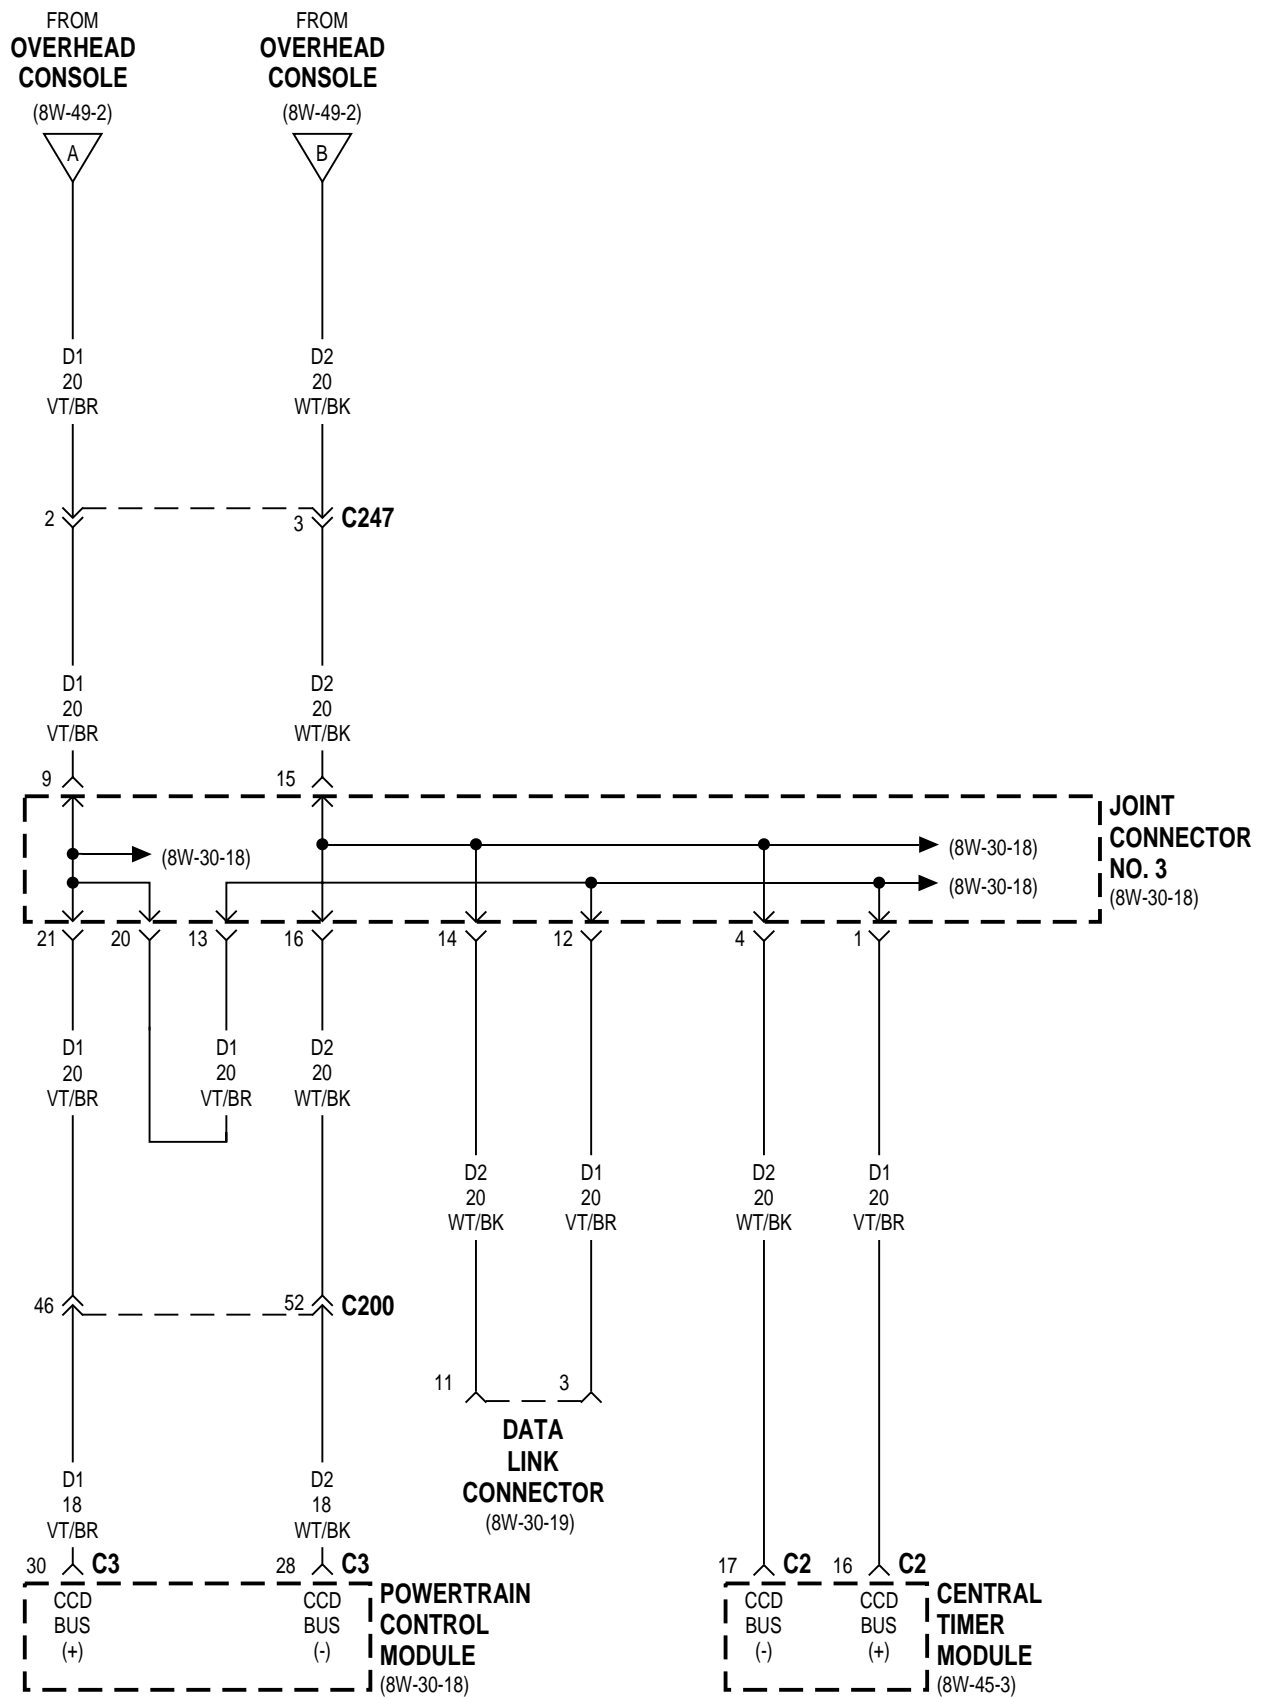 FROM
OVERHEAD
CONSOLE
(8W-49-2)
A
FROM
OVERHEAD
CONSOLE
(8W-49-2)
B
D1
20
VT/BR
D2
20
WT/BK
2
3
C247
D1
20
VT/BR
D2
20
WT/BK
9
15
(8W-30-18)
(8W-30-18)
(8W-30-18)
JOINT
CONNECTOR
NO. 3
(8W-30-18)
21
20
13
16
14
12
4
1
D1
20
VT/BR
D1
20
VT/BR
D2
20
WT/BK
D2
20
WT/BK
D1
20
VT/BR
D2
20
WT/BK
D1
20
VT/BR
46
52
C200
11
3
DATA
LINK
CONNECTOR
(8W-30-19)
D1
18
VT/BR
D2
18
WT/BK
30
C3
28
C3
17
C2
16
C2
CCD
BUS
(+)
CCD
BUS
(-)
POWERTRAIN
CONTROL
MODULE
(8W-30-18)
CCD
BUS
(-)
CCD
BUS
(+)
CENTRAL
TIMER
MODULE
(8W-45-3)